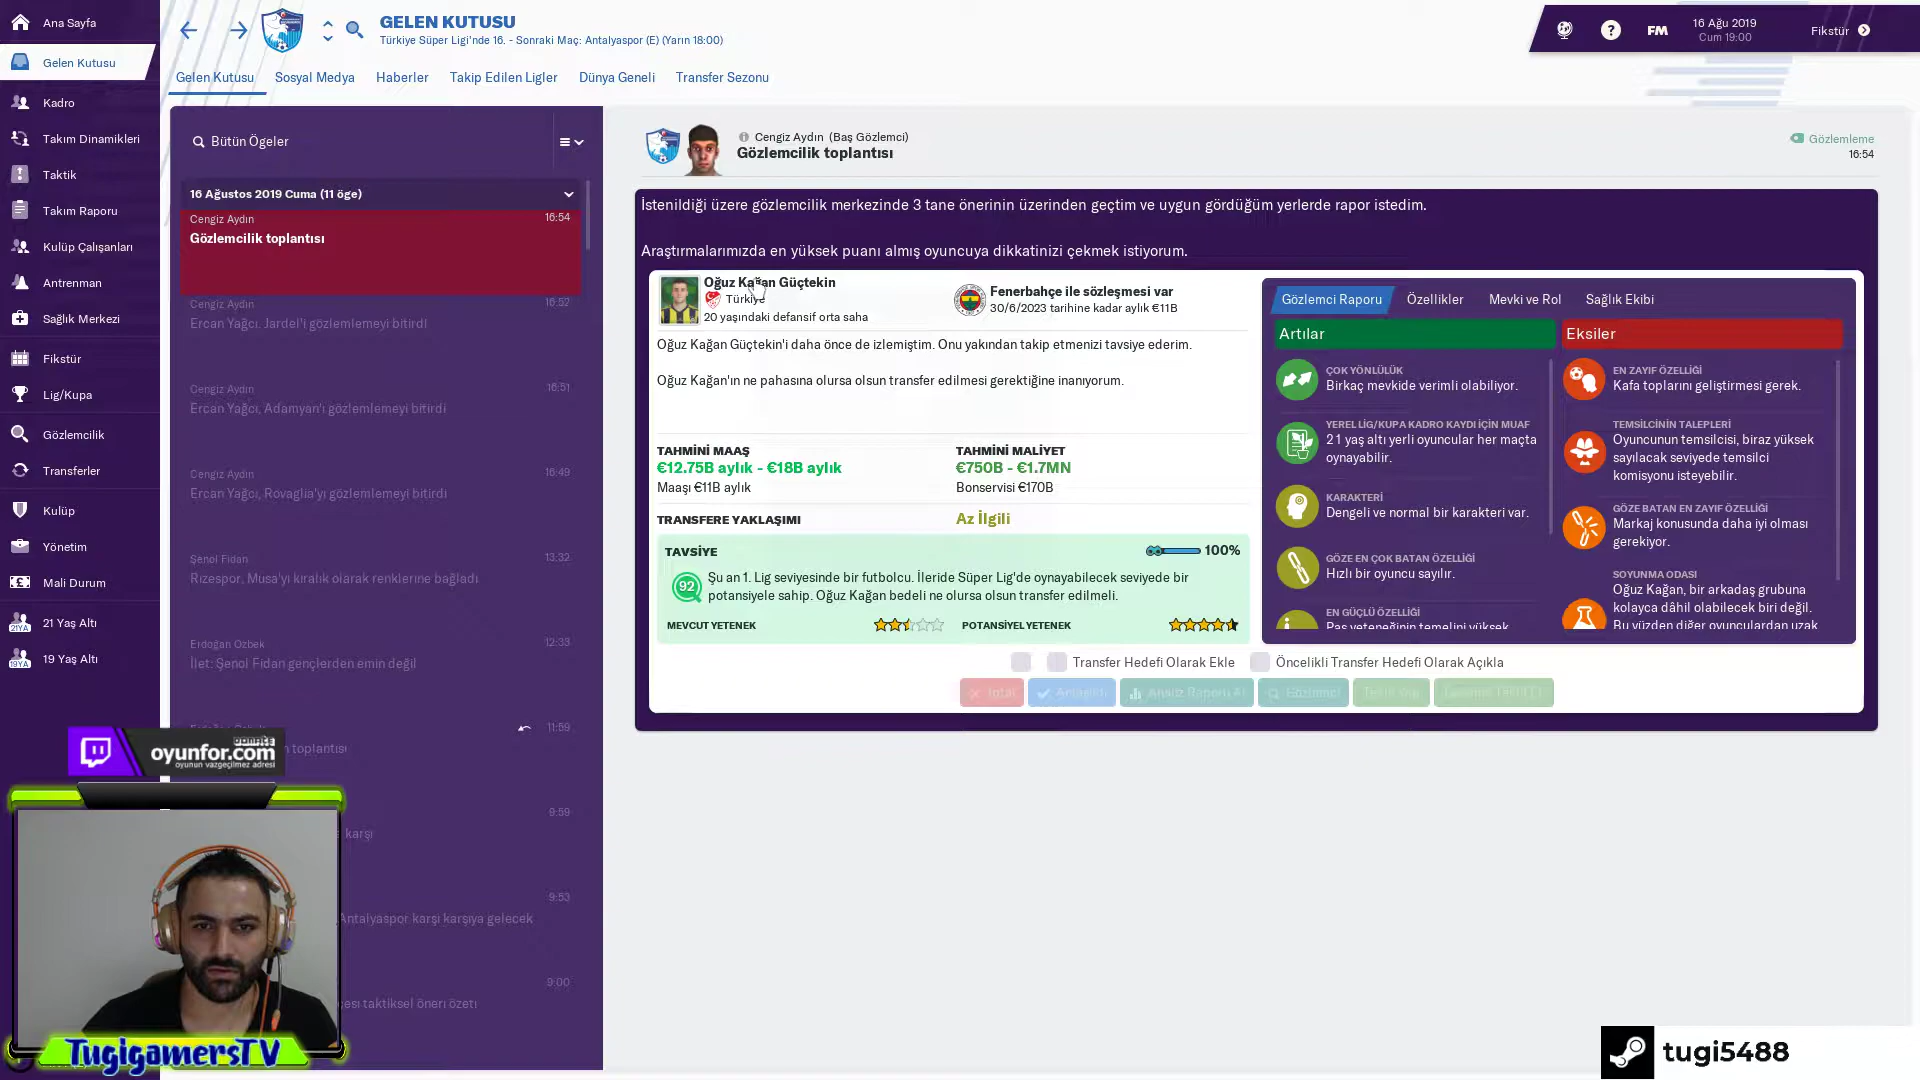 Ana Sayfa
Gelen Kutusu
Kadro
Takım Dinamikleri
Taktik
Takım Raporu
Kulüp Çalışanları
Antrenman
Sağlık Merkezi
Fikstür
Lig/Kupa
Gözlemcilik
Transferler
Kulüp
Yönetim
Mali Durum
21 Yaş Altı
19 Yaş Altı
GELEN KUTUSU
Türkiye Süper Ligi'nde 16. - Sonraki Maç: Antalyaspor (E) (Yarın 18:00)
FM
16 Ağu 2019
Cum 19:00
Fikstür
Gelen Kutusu Sosyal Medya Haberler Takip Edilen Ligler Dünya Geneli Transfer Sezonu
Bütün Ögeler
16 Ağustos 2019 Cuma (11 öge)
Cengiz Aydın 16:54
Gözlemcilik toplantısı
Cengiz Aydın 16:52
Ercan Yağcı, Jardel'i gözlemlemeyi bitirdi
Cengiz Aydın 16:51
Ercan Yağcı, Adamyan'ı gözlemlemeyi bitirdi
Cengiz Aydın 16:49
Ercan Yağcı, Rovaglia'yı gözlemlemeyi bitirdi
Şenol Fidan 13:32
Rizespor, Musa'yı kiralık olarak renklerine bağladı
Erdoğan Özbek 12:33
İlet: Şenol Fidan gençlerden emin değil
11:59
toplantısı
9:59
karşı
9:53
Antalyaspor karşı karşıya gelecek
9:00
taktiksel öneri özeti
Cengiz Aydın (Baş Gözlemci)
Gözlemcilik toplantısı
Gözlemleme
16:54
İstenildiği üzere gözlemcilik merkezinde 3 tane önerinin üzerinden geçtim ve uygun gördüğüm yerlerde rapor istedim.
Araştırmalarımızda en yüksek puanı almış oyuncuya dikkatinizi çekmek istiyorum.
Oğuz Kağan Güçtekin
Türkiye
20 yaşındaki defansif orta saha
Fenerbahçe ile sözleşmesi var
30/6/2023 tarihine kadar aylık €11B
Oğuz Kağan Güçtekin'i daha önce de izlemiştim. Onu yakından takip etmenizi tavsiye ederim.
Oğuz Kağan'ın ne pahasına olursa olsun transfer edilmesi gerektiğine inanıyorum.
TAHMİNİ MAAŞ
€12.75B aylık - €18B aylık
Maaşı €11B aylık
TAHMİNİ MALİYET
€750B - €1.7MN
Bonservisi €170B
TRANSFERE YAKLAŞIMI Az İlgili
TAVSİYE 100%
92
Şu an 1. Lig seviyesinde bir futbolcu. İleride Süper Lig'de oynayabilecek seviyede bir
potansiyele sahip. Oğuz Kağan bedeli ne olursa olsun transfer edilmeli.
MEVCUT YETENEK POTANSİYEL YETENEK
Gözlemci Raporu Özellikler Mevki ve Rol Sağlık Ekibi
Artılar
ÇOK YÖNLÜLÜK
Birkaç mevkide verimli olabiliyor.
YEREL LİG/KUPA KADRO KAYDI İÇİN MUAF
21 yaş altı yerli oyuncular her maçta
oynayabilir.
KARAKTERİ
Dengeli ve normal bir karakteri var.
GÖZE EN ÇOK BATAN ÖZELLİĞİ
Hızlı bir oyuncu sayılır.
EN GÜÇLÜ ÖZELLİĞİ
Pas yeteneğinin temelini yüksek
Eksiler
EN ZAYIF ÖZELLİĞİ
Kafa toplarını geliştirmesi gerek.
TEMSİLCİNİN TALEPLERİ
Oyuncunun temsilcisi, biraz yüksek
sayılacak seviyede temsilci
komisyonu isteyebilir.
GÖZE BATAN EN ZAYIF ÖZELLİĞİ
Markaj konusunda daha iyi olması
gerekiyor.
SOYUNMA ODASI
Oğuz Kağan, bir arkadaş grubuna
kolayca dâhil olabilecek biri değil.
Bu yüzden diğer oyunculardan uzak
Transfer Hedefi Olarak Ekle Öncelikli Transfer Hedefi Olarak Açıkla
oyunfor.com
oyunun vazgeçilmez adresi
TugigamersTV
tugi5488